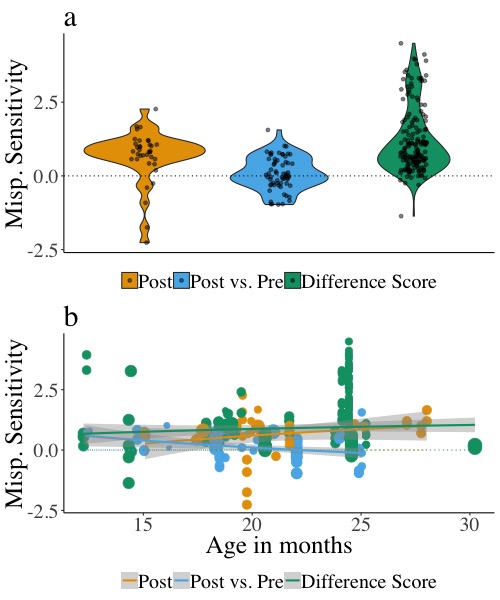 a
Misp. Sensitivity
2.5
0.0
-2.5
Post Post vs. Pre Difference Score
b
Misp. Sensitivity
2.5
0.0
-2.5
15 20 25 30
Age in months
Post Post vs. Pre Difference Score